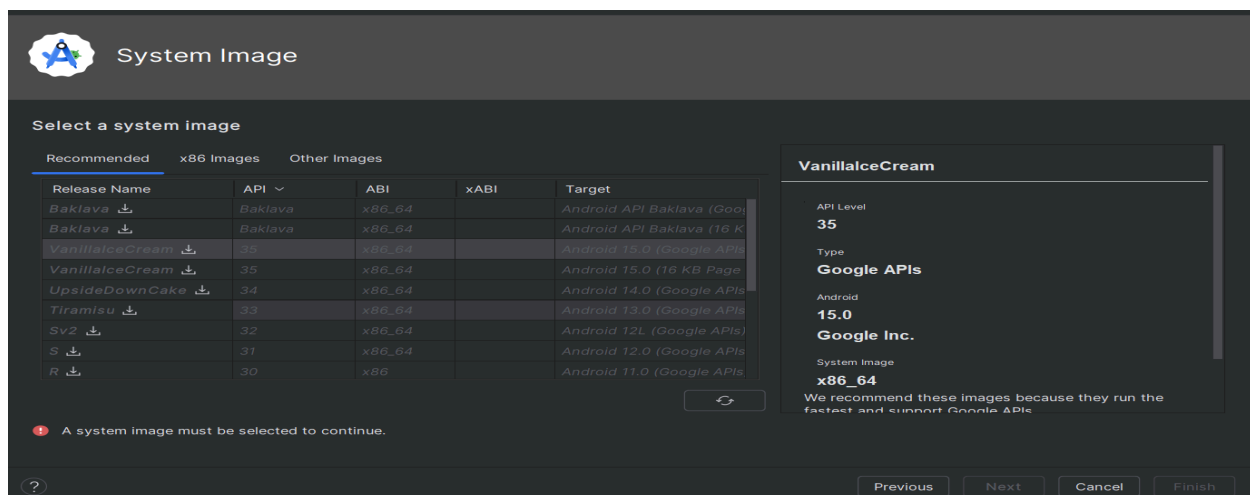 System Image
Select a system image
Recommended x86 Images Other Images
Release Name API ABI xABI Target
Baklava Baklava x86_64 Android API Baklava (Goog
Baklava Baklava x86_64 Android API Baklava (16 K
VanillaIceCream 35 x86_64 Android 15.0 (Google APIs
VanillaIceCream 35 x86_64 Android 15.0 (16 KB Page
UpsideDownCake 34 x86_64 Android 14.0 (Google APIs
Tiramisu 33 x86_64 Android 13.0 (Google APIs
Sv2 32 x86_64 Android 12L (Google APIs)
S 31 x86_64 Android 12.0 (Google APIs
R 30 x86 Android 11.0 (Google APIs
A system image must be selected to continue.
VanillaIceCream
API Level
35
Type
Google APIs
Android
15.0
Google Inc.
System Image
x86_64
We recommend these images because they run the
fastest and support Google APIs
?
Previous Next Cancel Finish